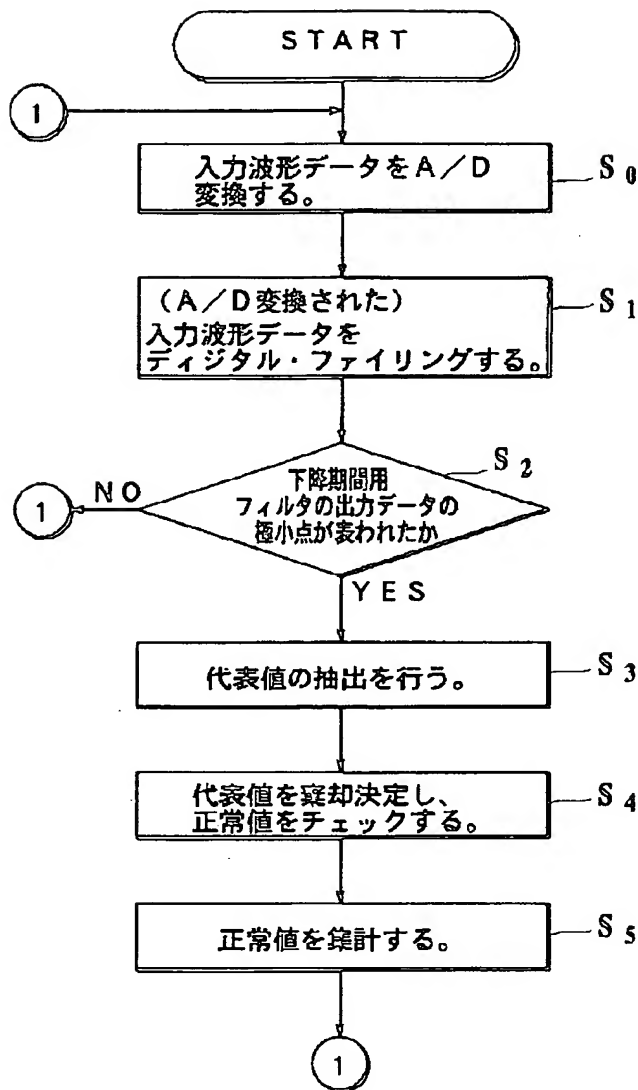 START
1
入力波形データをA／D
変換する。
S0
（A／D変換された）
入力波形データを
ディジタル・ファイリングする。
S1
下降期間用
フィルタの出力データの
極小点が表われたか
S2
NO
1
YES
代表値の抽出を行う。
S3
代表値を棄却決定し、
正常値をチェックする。
S4
正常値を集計する。
S5
1